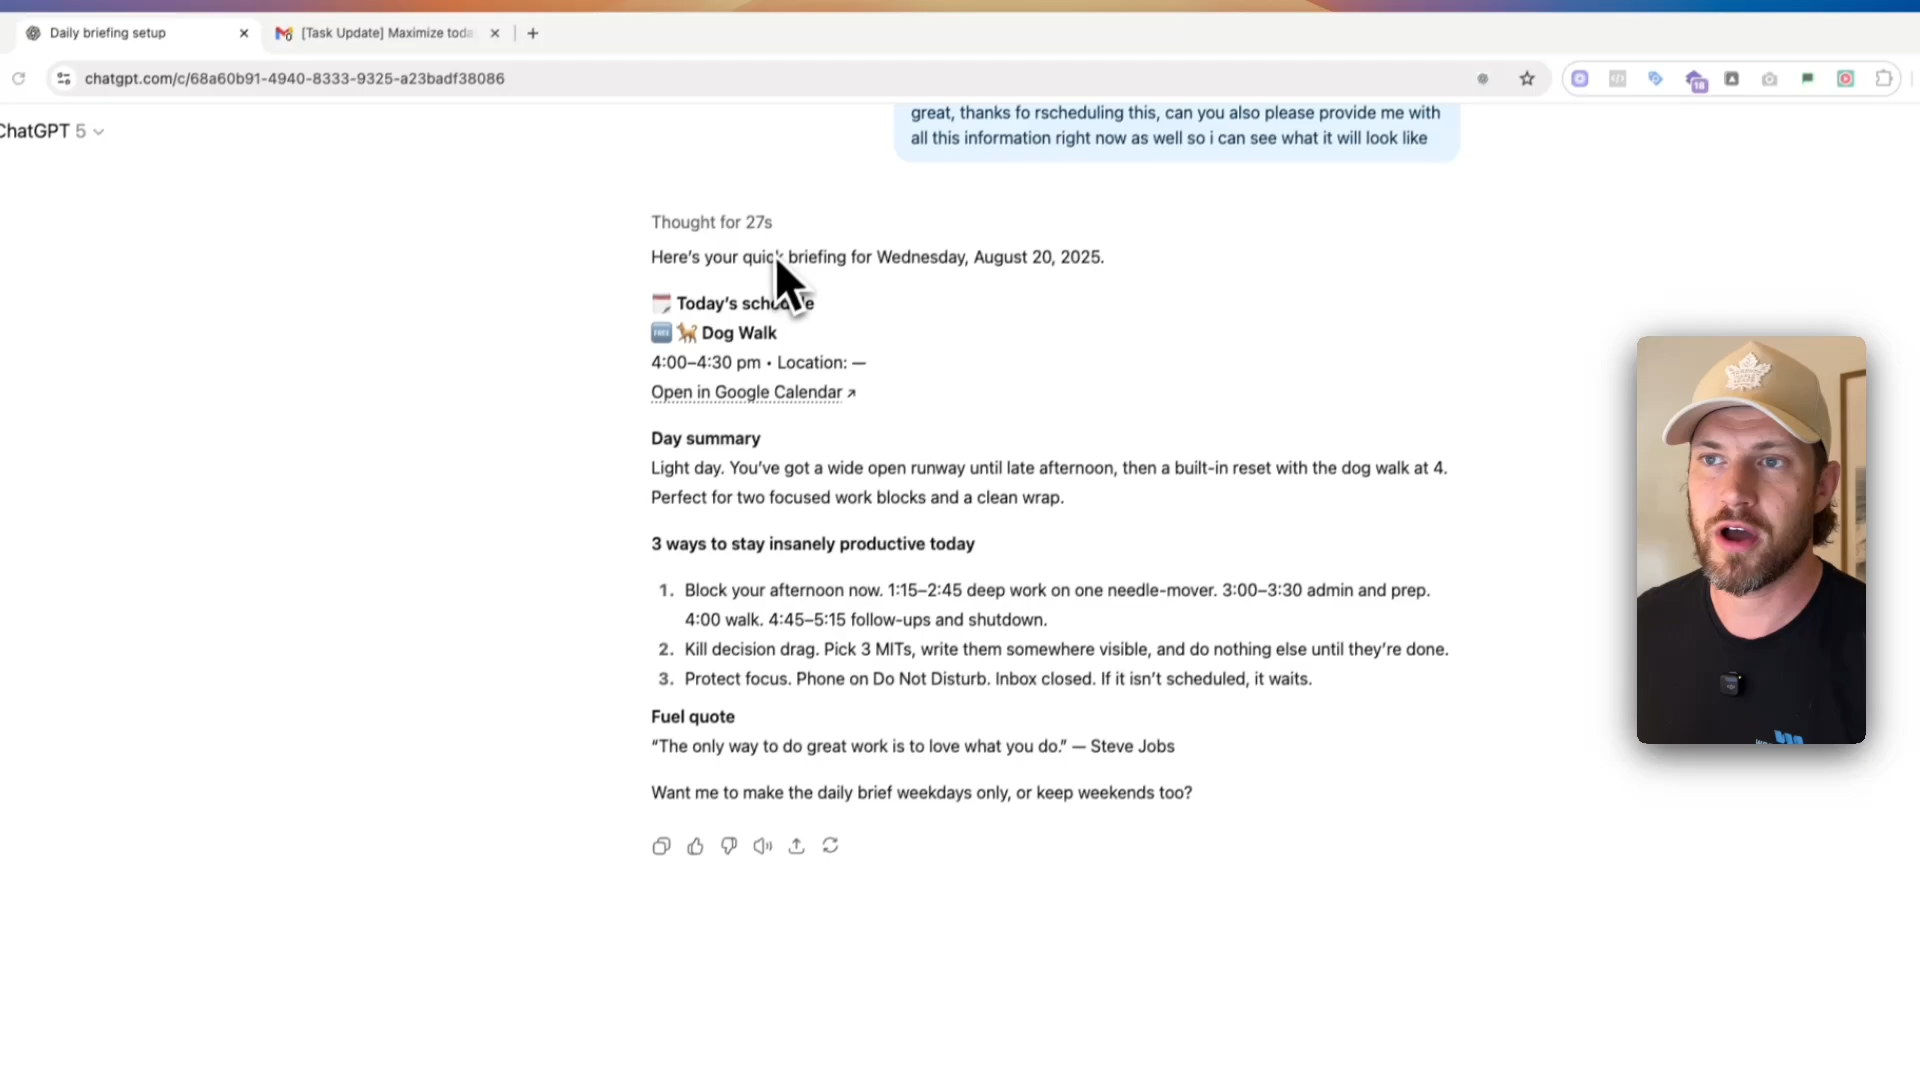 Daily briefing setup
[Task Update] Maximize toda
chatgpt.com/c/68a60b91-4940-8333-9325-a23badf38086
18
ChatGPT 5
great, thanks fo rscheduling this, can you also please provide me with
all this information right now as well so i can see what it will look like
Thought for 27s
Here's your quick briefing for Wednesday, August 20, 2025.
Today's schedule
FREE Dog Walk
4:00–4:30 pm • Location: —
Open in Google Calendar ↗
Day summary
Light day. You've got a wide open runway until late afternoon, then a built-in reset with the dog walk at 4.
Perfect for two focused work blocks and a clean wrap.
3 ways to stay insanely productive today
1. Block your afternoon now. 1:15–2:45 deep work on one needle-mover. 3:00–3:30 admin and prep.
4:00 walk. 4:45–5:15 follow-ups and shutdown.
2. Kill decision drag. Pick 3 MITs, write them somewhere visible, and do nothing else until they're done.
3. Protect focus. Phone on Do Not Disturb. Inbox closed. If it isn't scheduled, it waits.
Fuel quote
"The only way to do great work is to love what you do." — Steve Jobs
Want me to make the daily brief weekdays only, or keep weekends too?